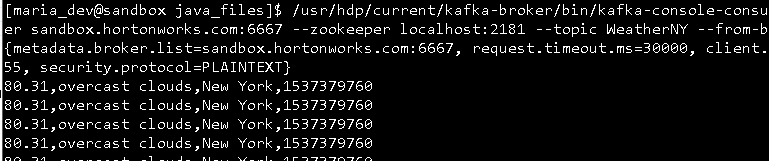 [maria_dev@sandbox java_files]$ /usr/hdp/current/kafka-broker/bin/kafka-console-consu
er sandbox.hortonworks.com:6667 --zookeeper localhost:2181 --topic WeatherNY --from-b
{metadata.broker.list=sandbox.hortonworks.com:6667, request.timeout.ms=30000, client.
55, security.protocol=PLAINTEXT}
80.31,overcast clouds,New York,1537379760
80.31,overcast clouds,New York,1537379760
80.31,overcast clouds,New York,1537379760
80.31,overcast clouds,New York,1537379760